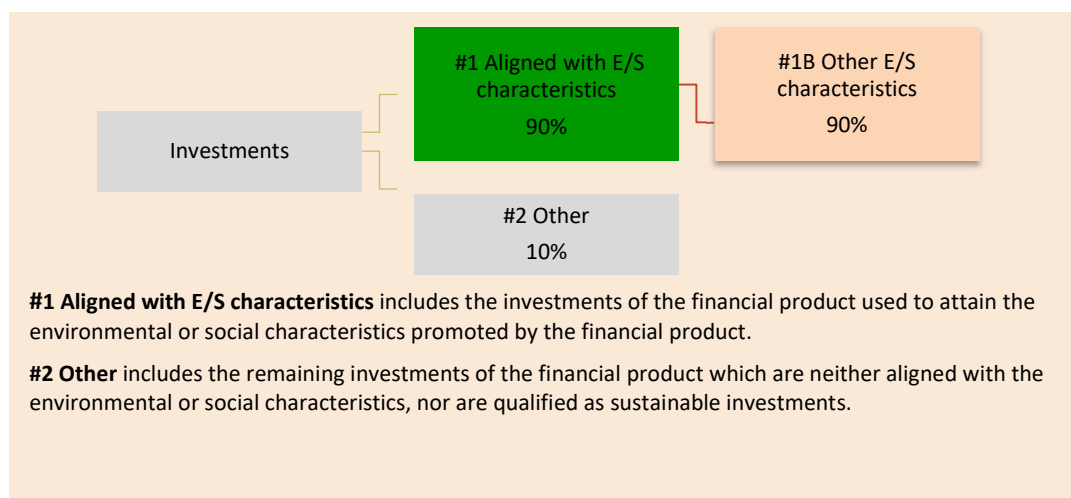 #1 Aligned with E/S
characteristics
90%
#1B Other E/S
characteristics
90%
Investments
#2 Other
10%
#1 Aligned with E/S characteristics includes the investments of the financial product used to attain the
environmental or social characteristics promoted by the financial product.
#2 Other includes the remaining investments of the financial product which are neither aligned with the
environmental or social characteristics, nor are qualified as sustainable investments.